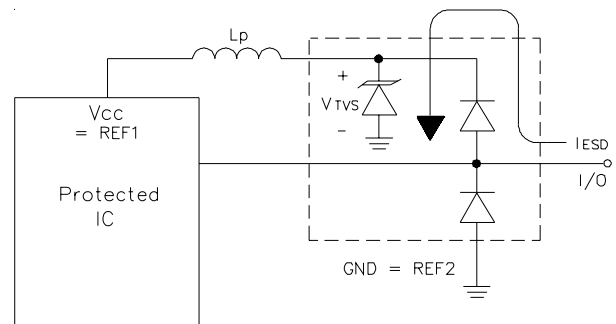 Lp
+
VTVS
-
VCC
= REF1
Protected
IC
IESD
I/O
GND = REF2